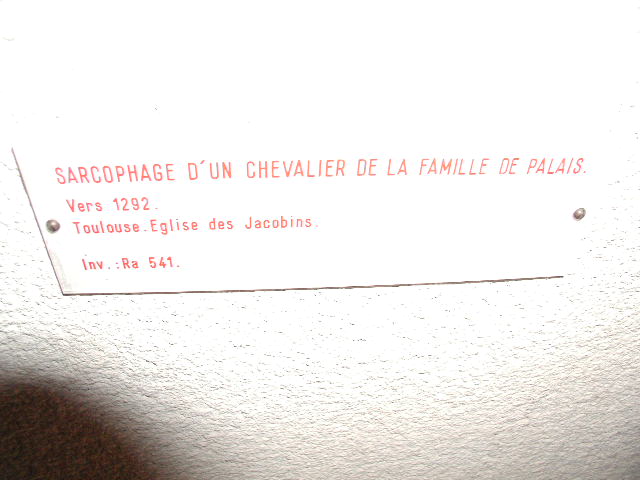 SARCOPHAGE D'UN CHEVALIER DE LA FAMILLE DE PALAIS.
Vers 1292.
Toulouse.Eglise des Jacobins.
Inv.:Ra 541.